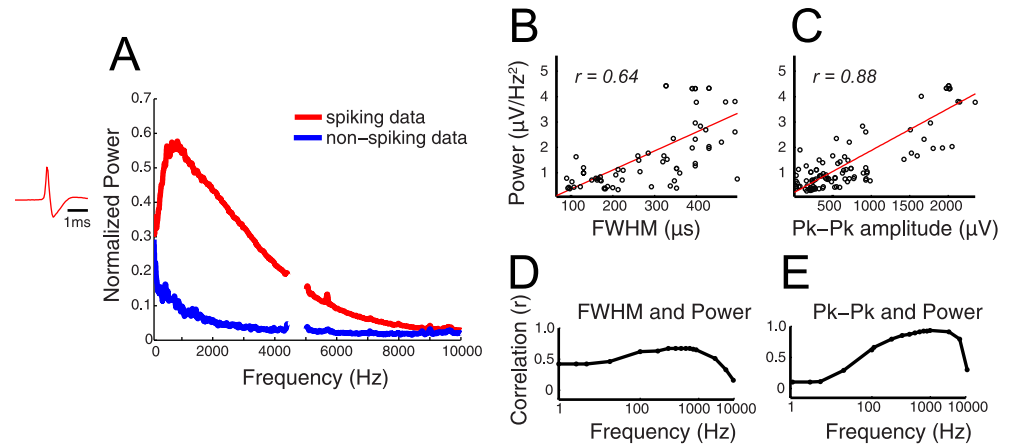 A
0.7
0.6
0.5
0.4
0.3
0.2
0.1
0
Normalized Power
spiking data
non−spiking data
1ms
0 2000 4000 6000 8000 10000
Frequency (Hz)
B
r = 0.64
5
4
3
2
1
Power (µV/Hz²)
100 200 300 400
FWHM (µs)
C
r = 0.88
5
4
3
2
1
500 1000 1500 2000
Pk−Pk amplitude (µV)
D
FWHM and Power
1.0
0.5
0
Correlation (r)
1 100 1000 10000
Frequency (Hz)
E
Pk−Pk and Power
1.0
0.5
0
1 100 1000 10000
Frequency (Hz)